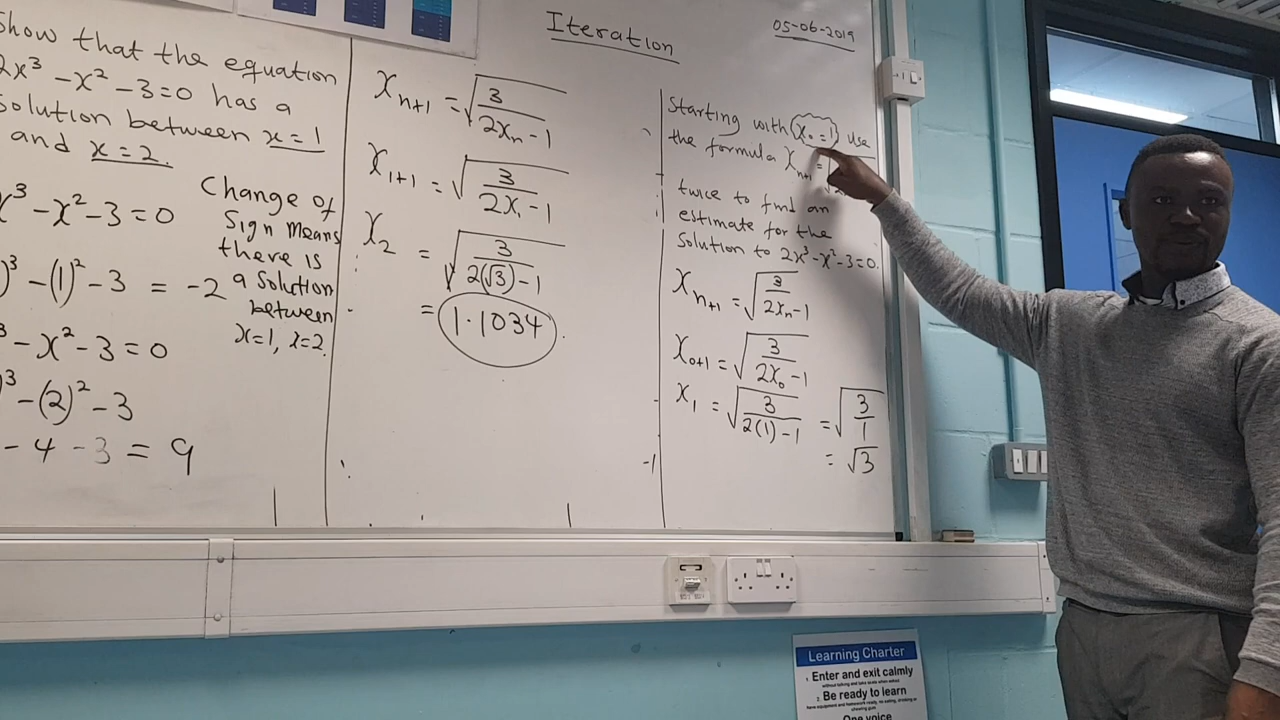 Iteration
05-06-2019
Show that the equation
2x³ - x² - 3 = 0 has a
solution between x = 1
and x = 2.
x³ - x² - 3 = 0
)³ - (1)² - 3 = -2
³ - x² - 3 = 0
)³ - (2)² - 3
- 4 - 3 = 9
Change of
Sign means
there is
a solution
between
x=1, x=2.
xₙ₊₁ = √(3/(2xₙ - 1))
x₁₊₁ = √(3/(2x₁ - 1))
x₂ = √(3/(2(√3) - 1))
= 1.1034
Starting with x₀ = 1 use
the formula xₙ₊₁ = √
twice to find an
estimate for the
solution to 2x³-x²-3=0.
xₙ₊₁ = √(3/(2xₙ - 1))
x₀₊₁ = √(3/(2x₀ - 1))
x₁ = √(3/(2(1) - 1)) = √(3/1)
= √3
Learning Charter
1. Enter and exit calmly
2. Be ready to learn
One voice